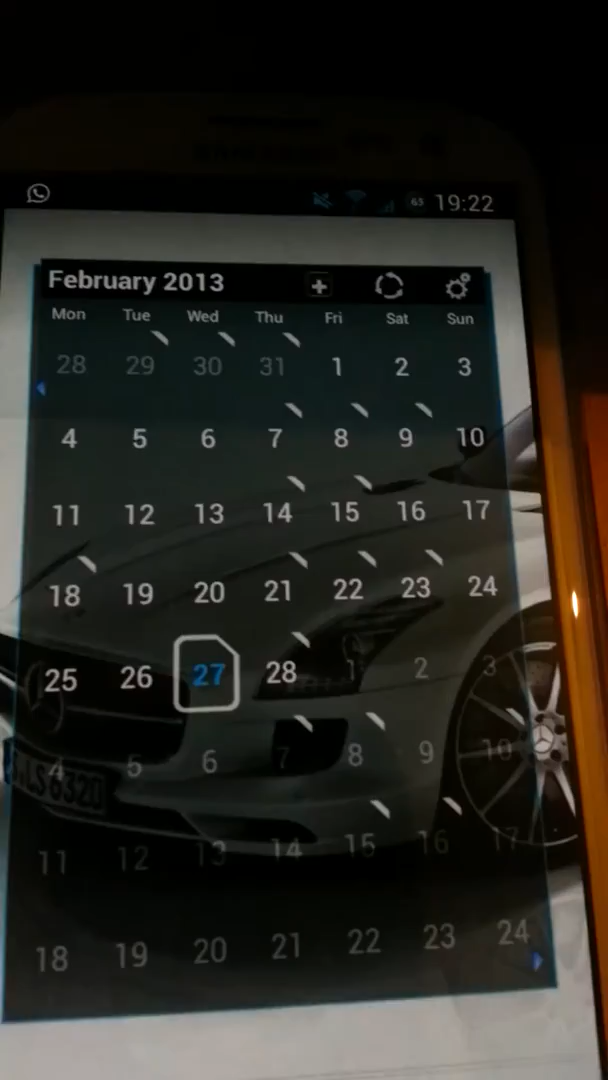 65 19:22
February 2013
Mon Tue Wed Thu Fri Sat Sun
28 29 30 31 1 2 3
4 5 6 7 8 9 10
11 12 13 14 15 16 17
18 19 20 21 22 23 24
25 26 27 28 1 2 3
4 5 6 7 8 9 10
LS 6320
11 12 13 14 15 16 17
18 19 20 21 22 23 24